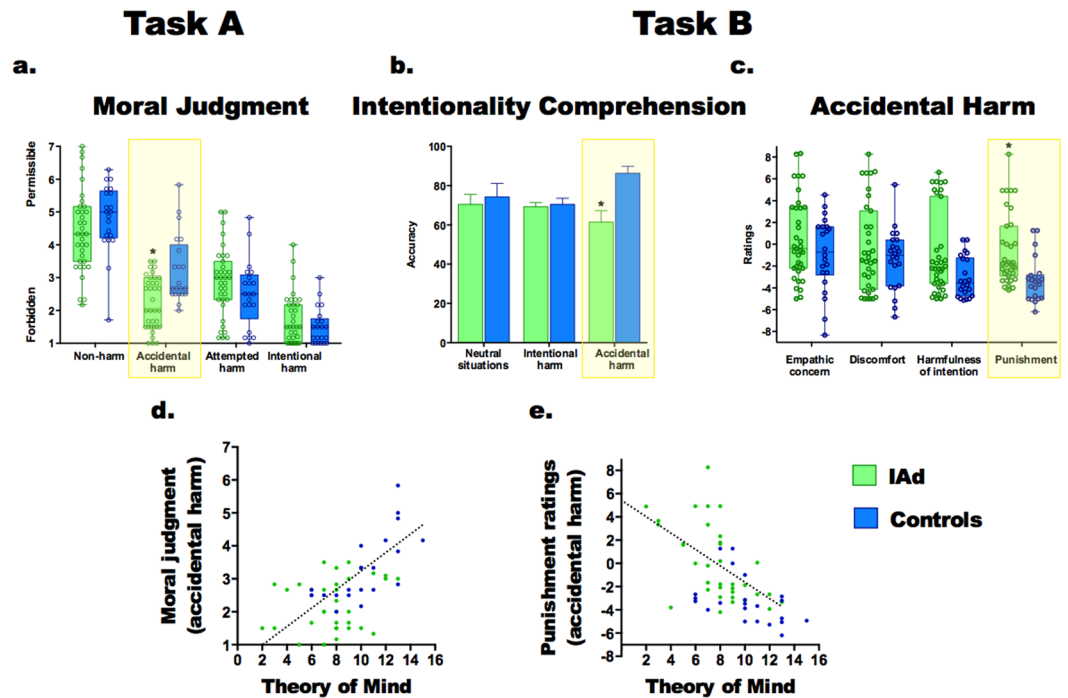 Task A
Task B
a.
b.
c.
Moral Judgment
Intentionality Comprehension
Accidental Harm
Permissible
Forbidden
7
6
5
4
3
2
1
*
Non-harm
Accidental
harm
Attempted
harm
Intentional
harm
Accuracy
100
80
60
40
20
0
*
Neutral
situations
Intentional
harm
Accidental
harm
Ratings
8
6
4
2
0
-2
-4
-6
-8
*
Empathic
concern
Discomfort
Harmfulness
of intention
Punishment
d.
e.
Moral judgment
(accidental harm)
7
6
5
4
3
2
1
0 2 4 6 8 10 12 14 16
Theory of Mind
Punishment ratings
(accidental harm)
8
6
4
2
0
-2
-4
-6
-8
2 4 6 8 10 12 14 16
Theory of Mind
IAd
Controls